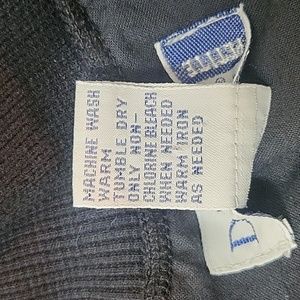 MACHINE WASH
WARM
TUMBLE DRY
ONLY NON-
CHLORINE BLEACH
WHEN NEEDED
WARM IRON
AS NEEDED